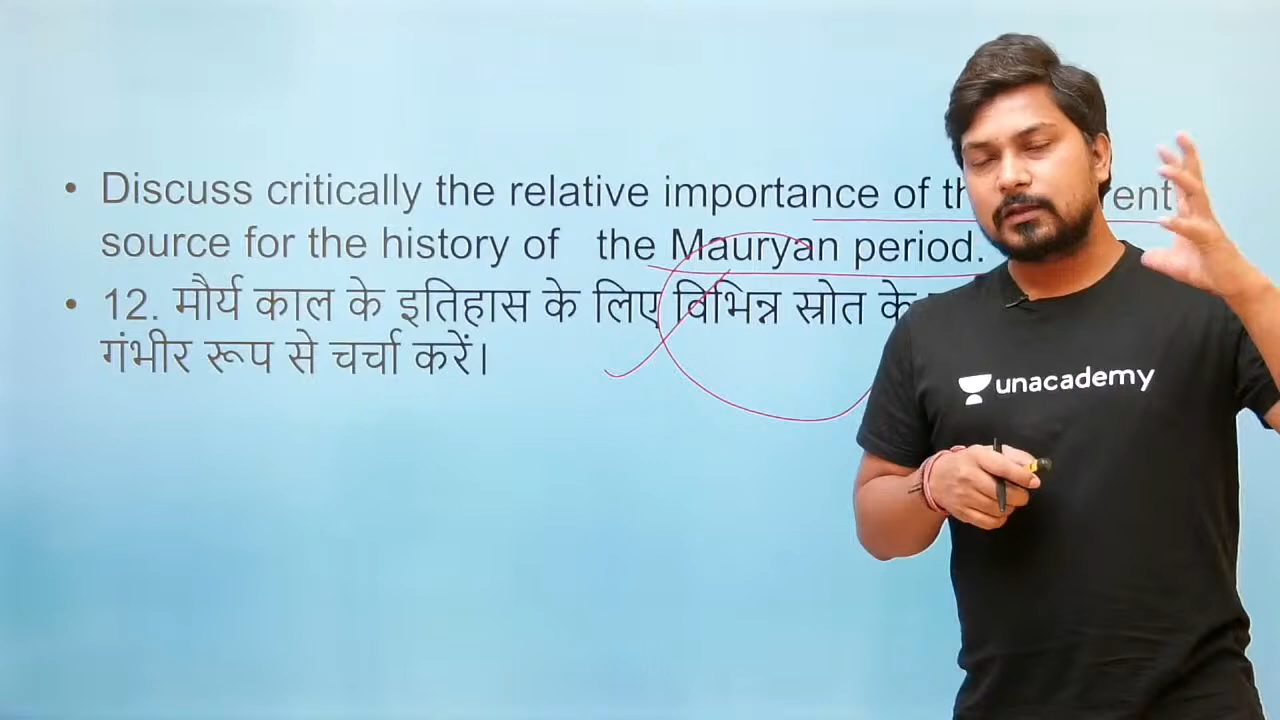 • Discuss critically the relative importance of the
source for the history of the Mauryan period.
• 12. मौर्य काल के इतिहास के लिए विभिन्न स्रोत के
गंभीर रूप से चर्चा करें।
unacademy